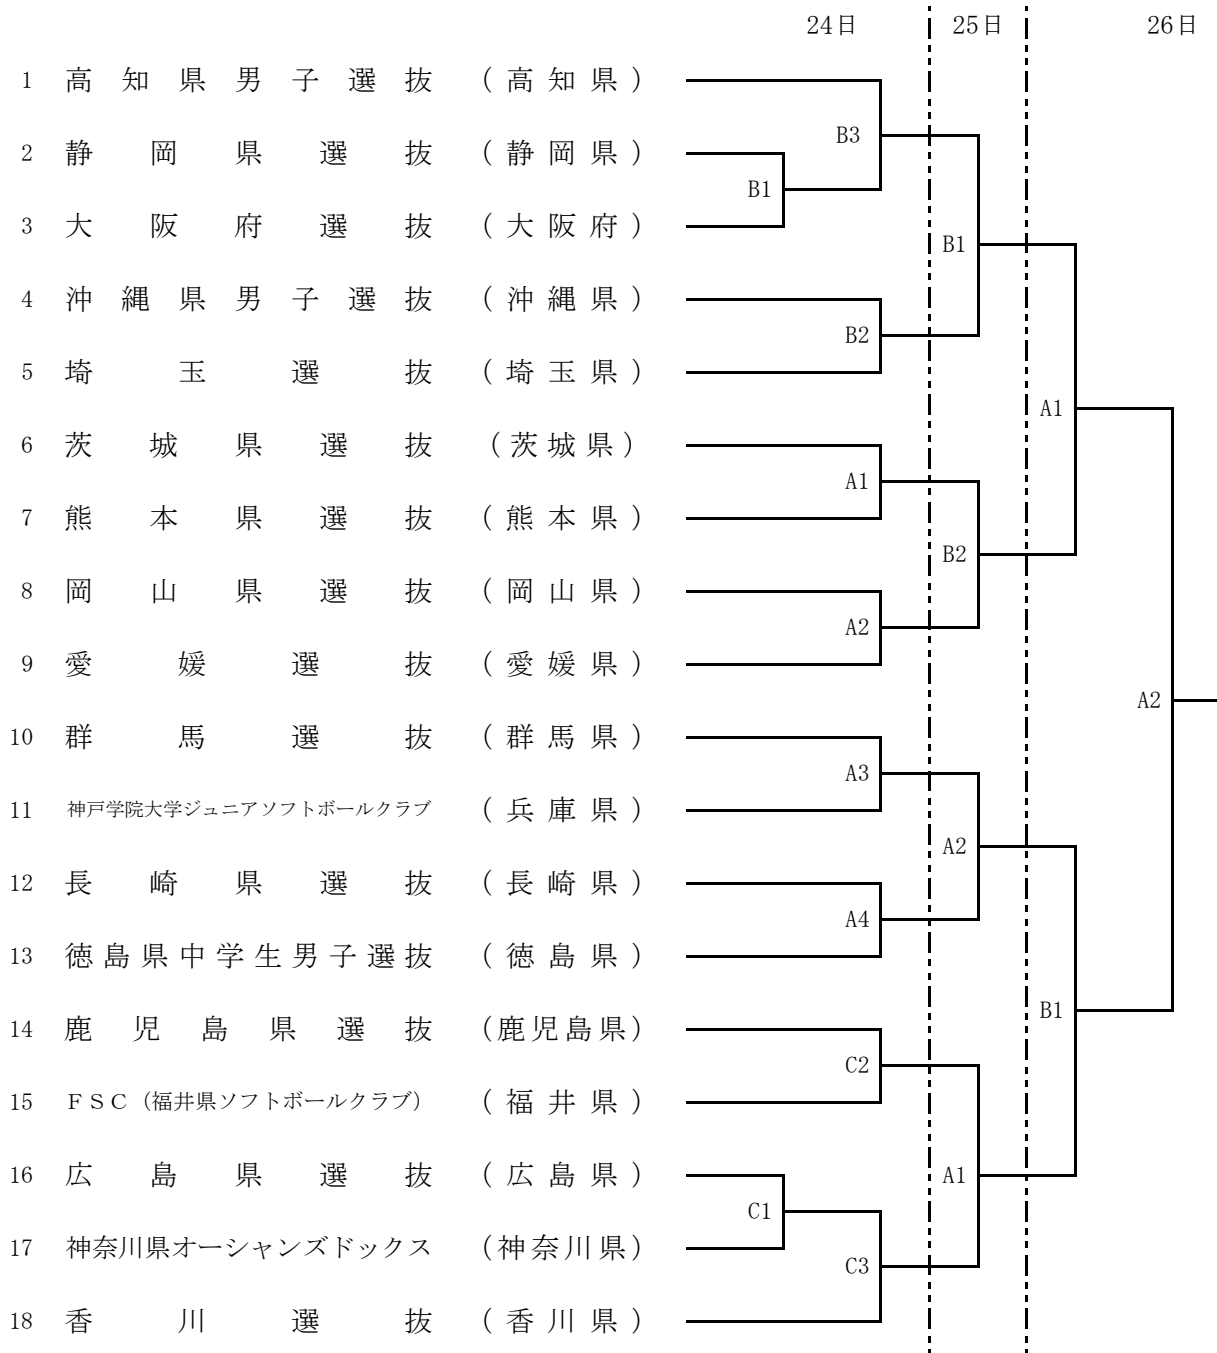 24日 25日 26日
1 高知県男子選抜 (高知県)
B3
2 静岡県選抜 (静岡県)
B1
3 大阪府選抜 (大阪府)
B1
4 沖縄県男子選抜 (沖縄県)
B2
5 埼玉選抜 (埼玉県)
A1
6 茨城県選抜 (茨城県)
A1
7 熊本県選抜 (熊本県)
B2
8 岡山県選抜 (岡山県)
A2
9 愛媛選抜 (愛媛県)
A2
10 群馬選抜 (群馬県)
A3
11 神戸学院大学ジュニアソフトボールクラブ (兵庫県)
A2
12 長崎県選抜 (長崎県)
A4
13 徳島県中学生男子選抜 (徳島県)
B1
14 鹿児島県選抜 (鹿児島県)
C2
15 FSC(福井県ソフトボールクラブ) (福井県)
16 広島県選抜 (広島県)
A1
C1
17 神奈川県オーシャンズドックス (神奈川県)
C3
18 香川選抜 (香川県)